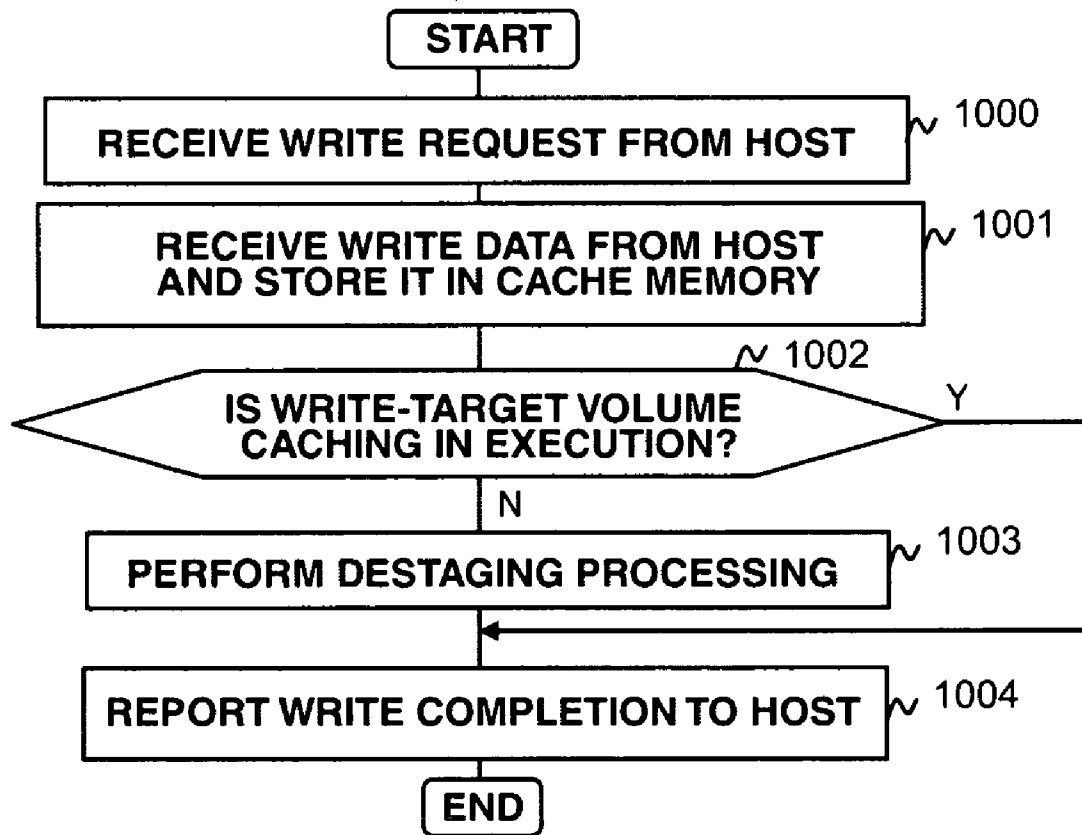 START
RECEIVE WRITE REQUEST FROM HOST
1000
RECEIVE WRITE DATA FROM HOST
AND STORE IT IN CACHE MEMORY
1001
1002
IS WRITE-TARGET VOLUME
CACHING IN EXECUTION?
Y
N
PERFORM DESTAGING PROCESSING
1003
REPORT WRITE COMPLETION TO HOST
1004
END